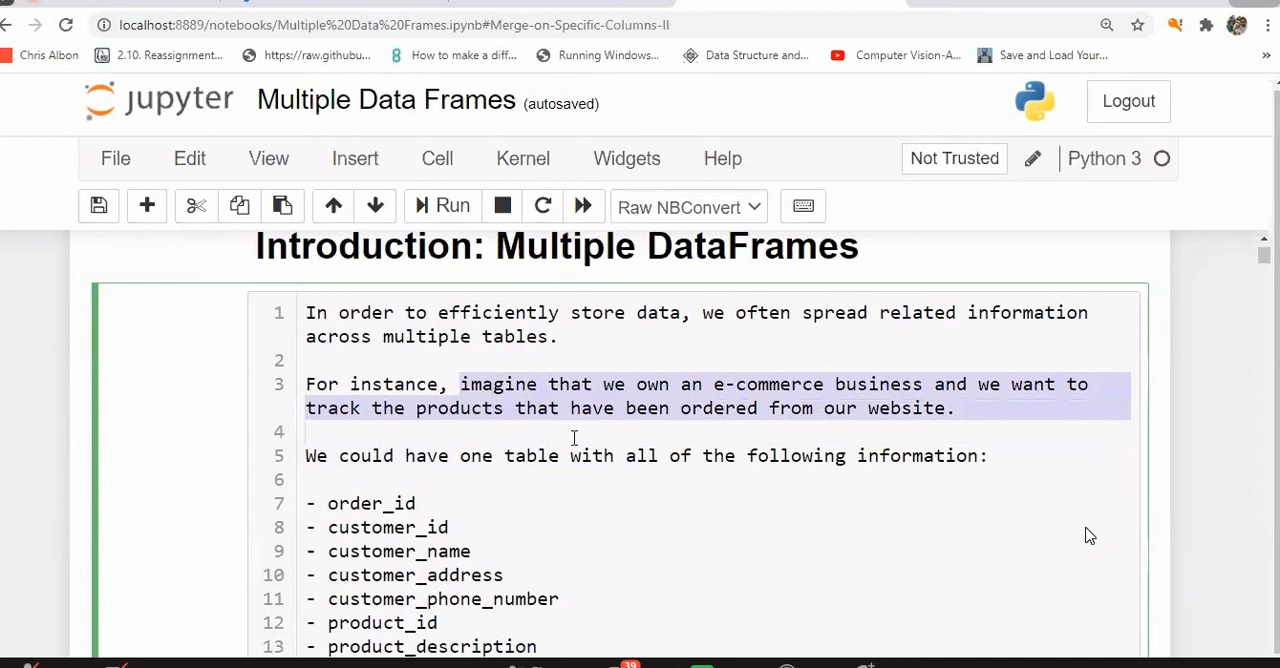 localhost:8889/notebooks/Multiple%20Data%20Frames.ipynb#Merge-on-Specific-Columns-II
Chris Albon 2.10. Reassignment... https://raw.githubu... How to make a diff... Running Windows... Data Structure and... Computer Vision-A... Save and Load Your... »
jupyter Multiple Data Frames (autosaved) Logout
File Edit View Insert Cell Kernel Widgets Help Not Trusted Python 3
Run Raw NBConvert
Introduction: Multiple DataFrames
1 In order to efficiently store data, we often spread related information
across multiple tables.
2
3 For instance, imagine that we own an e-commerce business and we want to
track the products that have been ordered from our website.
4
5 We could have one table with all of the following information:
6
7 - order_id
8 - customer_id
9 - customer_name
10 - customer_address
11 - customer_phone_number
12 - product_id
13 - product_description
39